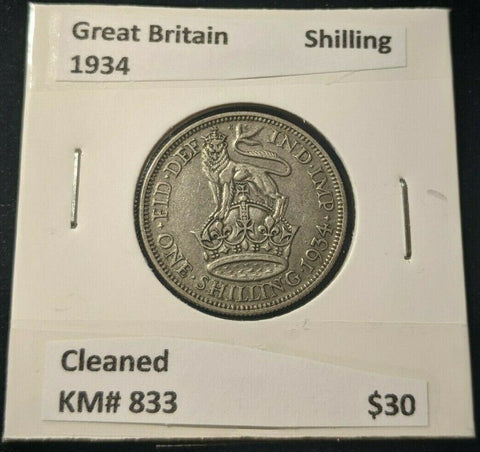 Great Britain Shilling
1934
·FID·DEF IND·IMP·
ONE·SHILLING·1934
Cleaned
KM# 833 $30